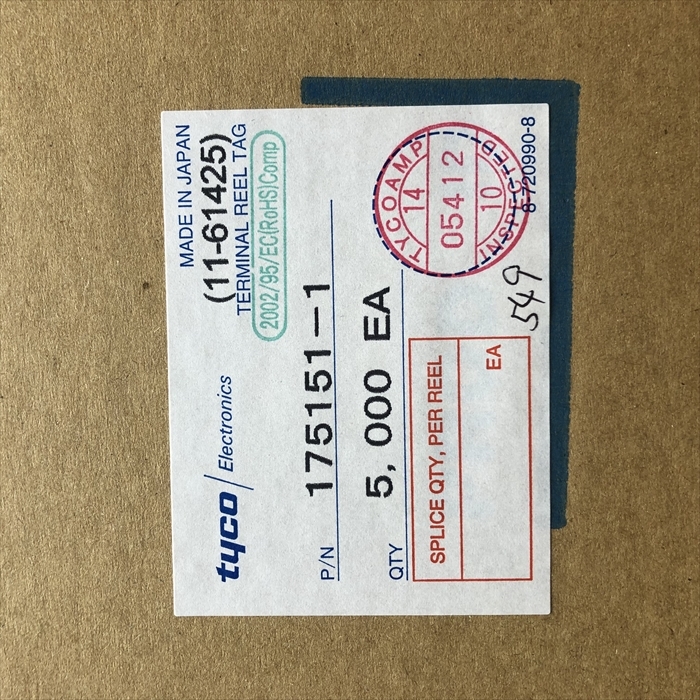 tyco / Electronics
MADE IN JAPAN
(11-61425)
TERMINAL REEL TAG
2002/95/EC(RoHS)Comp
P/N 175151-1
QTY 5,000 EA
SPLICE QTY, PER REEL
EA
TYCOAMP
14
05412
10
INSPECTED
8-720990-8
549